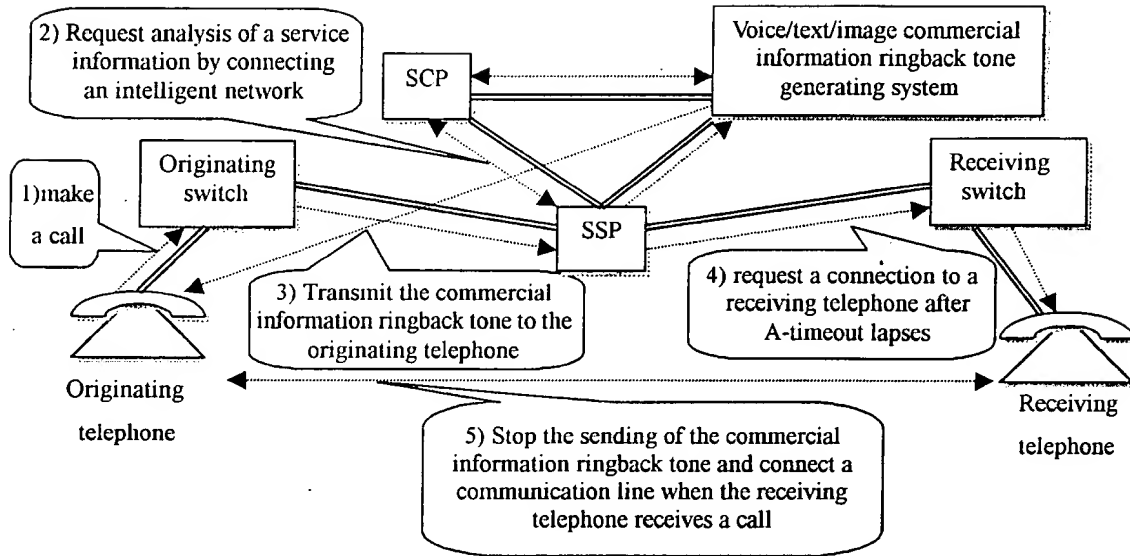 2) Request analysis of a service
information by connecting
an intelligent network
SCP
Voice/text/image commercial
information ringback tone
generating system
1)make
a call
Originating
switch
SSP
Receiving
switch
3) Transmit the commercial
information ringback tone to the
originating telephone
4) request a connection to a
receiving telephone after
A-timeout lapses
Originating
telephone
Receiving
telephone
5) Stop the sending of the commercial
information ringback tone and connect a
communication line when the receiving
telephone receives a call